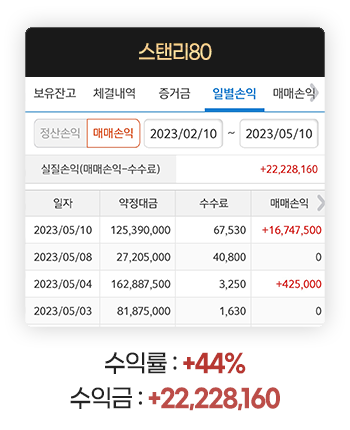 스탠리80
보유잔고 체결내역 증거금 일별손익 매매손익
정산손익 매매손익 2023/02/10 ~ 2023/05/10
실질손익(매매손익-수수료) +22,228,160
일자 약정대금 수수료 매매손익
2023/05/10 125,390,000 67,530 +16,747,500
2023/05/08 27,205,000 40,800 0
2023/05/04 162,887,500 3,250 +425,000
2023/05/03 81,875,000 1,630 0
수익률 : +44%
수익금 : +22,228,160